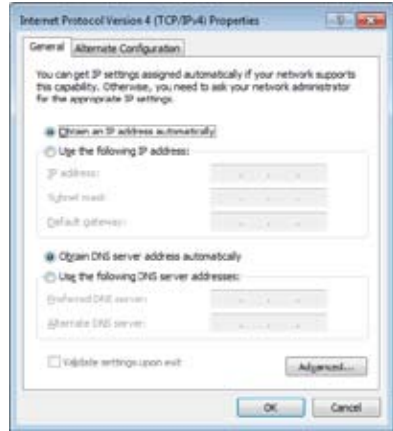 Internet Protocol Version 4 (TCP/IPv4) Properties
General
Alternate Configuration
You can get IP settings assigned automatically if your network supports
this capability. Otherwise, you need to ask your network administrator
for the appropriate IP settings.
Obtain an IP address automatically
Use the following IP address:
IP address:
Subnet mask:
Default gateway:
Obtain DNS server address automatically
Use the following DNS server addresses:
Preferred DNS server:
Alternate DNS server:
Validate settings upon exit
Advanced...
OK
Cancel